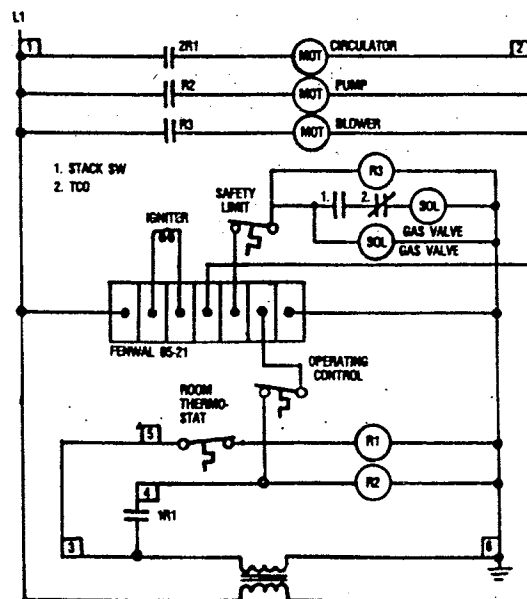 L1
1
2R1
MOT
CIRCULATOR
2
R2
MOT
PUMP
R3
MOT
BLOWER
1. STACK SW
2. TCO
IGNITER
SAFETY
LIMIT
R3
1.
2.
SOL
GAS VALVE
SOL
GAS VALVE
FENWAL 05-21
OPERATING
CONTROL
ROOM
THERMO-
STAT
5
R1
4
R2
1R1
3
6